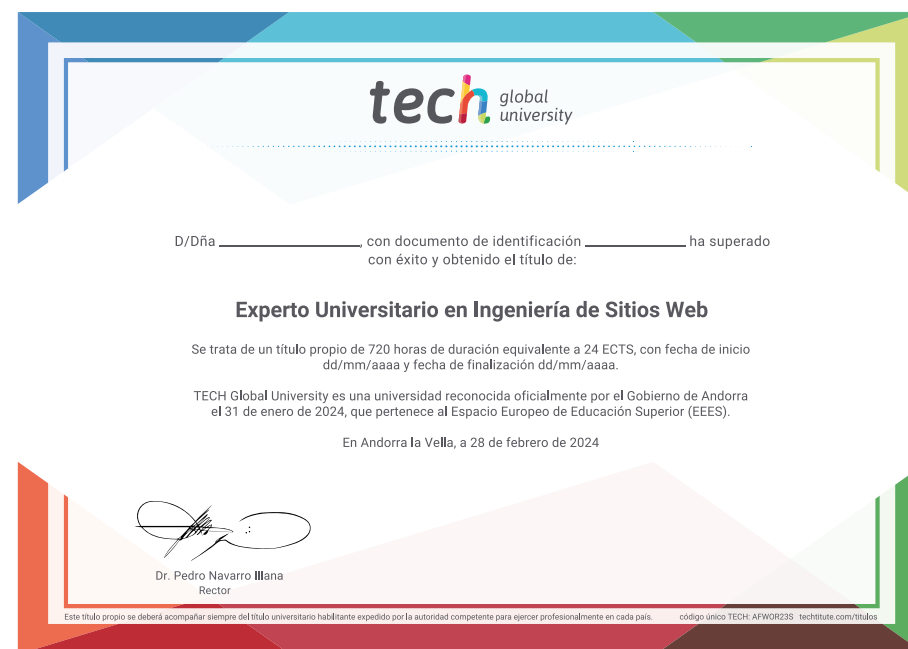 tech global university
D/Dña ______________, con documento de identificación __________ ha superado
con éxito y obtenido el título de:
Experto Universitario en Ingeniería de Sitios Web
Se trata de un título propio de 720 horas de duración equivalente a 24 ECTS, con fecha de inicio
dd/mm/aaaa y fecha de finalización dd/mm/aaaa.
TECH Global University es una universidad reconocida oficialmente por el Gobierno de Andorra
el 31 de enero de 2024, que pertenece al Espacio Europeo de Educación Superior (EEES).
En Andorra la Vella, a 28 de febrero de 2024
Dr. Pedro Navarro Illana
Rector
Este título propio se deberá acompañar siempre del título universitario habilitante expedido por la autoridad competente para ejercer profesionalmente en cada país. código único TECH: AFWOR23S techtitute.com/titulos